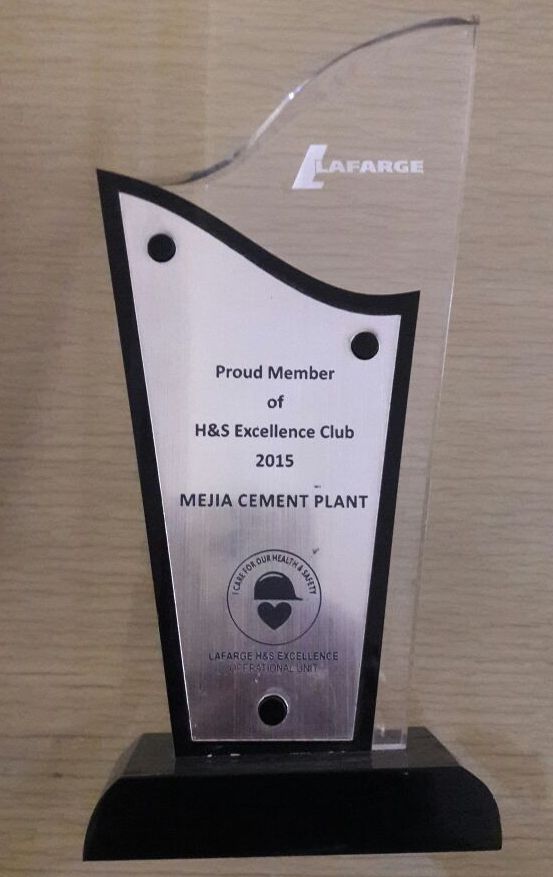 LAFARGE
Proud Member
of
H&S Excellence Club
2015
MEJIA CEMENT PLANT
I CARE FOR OUR HEALTH & SAFETY
LAFARGE H&S EXCELLENCE
OPERATIONAL UNIT